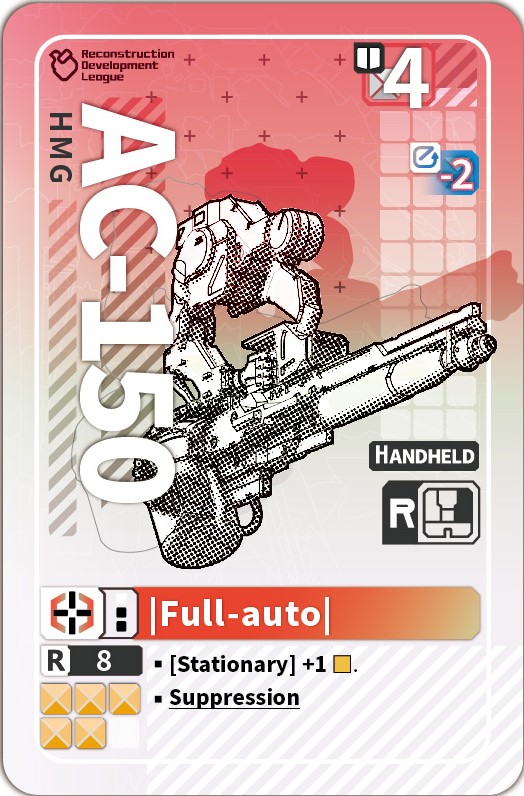 Reconstruction
Development
League
4
HMG
AC-150
-2
HANDHELD
R
|Full-auto|
R 8
▪ [Stationary] +1 .
▪ Suppression